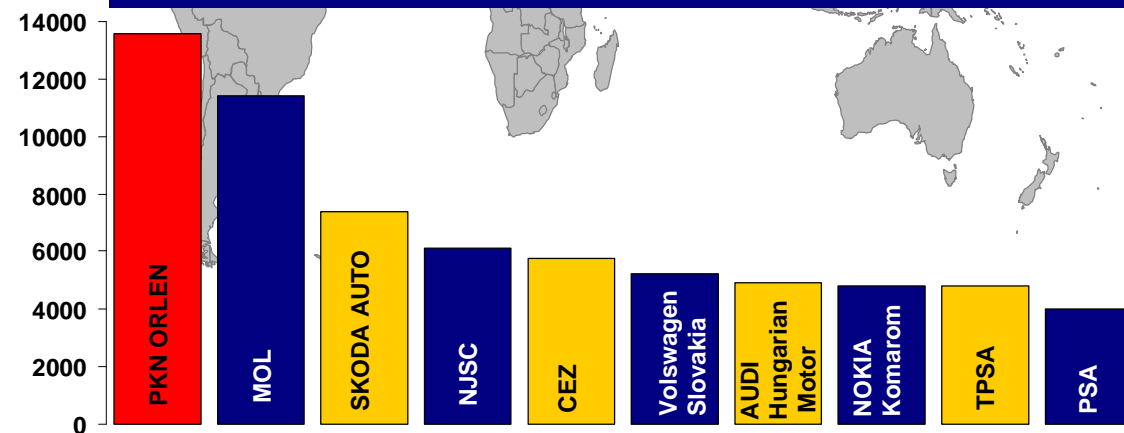 14000
12000
10000
8000
6000
4000
2000
0
PKN ORLEN
MOL
SKODA AUTO
NJSC
CEZ
Volswagen
Slovakia
AUDI
Hungarian
Motor
NOKIA
Komarom
TPSA
PSA